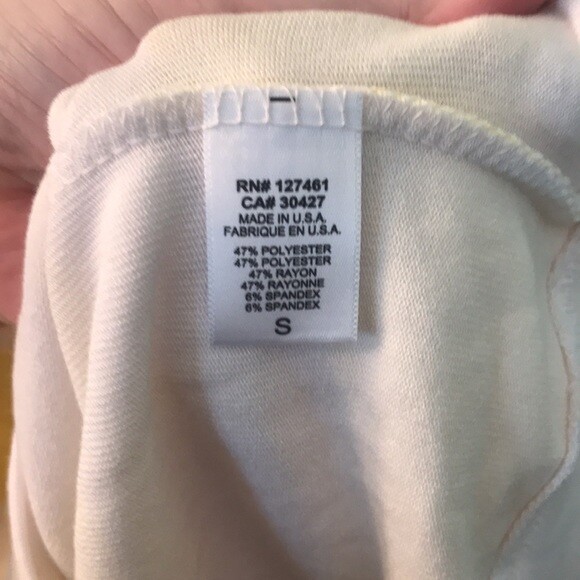 RN# 127461
CA# 30427
MADE IN U.S.A.
FABRIQUE EN U.S.A.
47% POLYESTER
47% POLYESTER
47% RAYON
47% RAYONNE
6% SPANDEX
6% SPANDEX
S